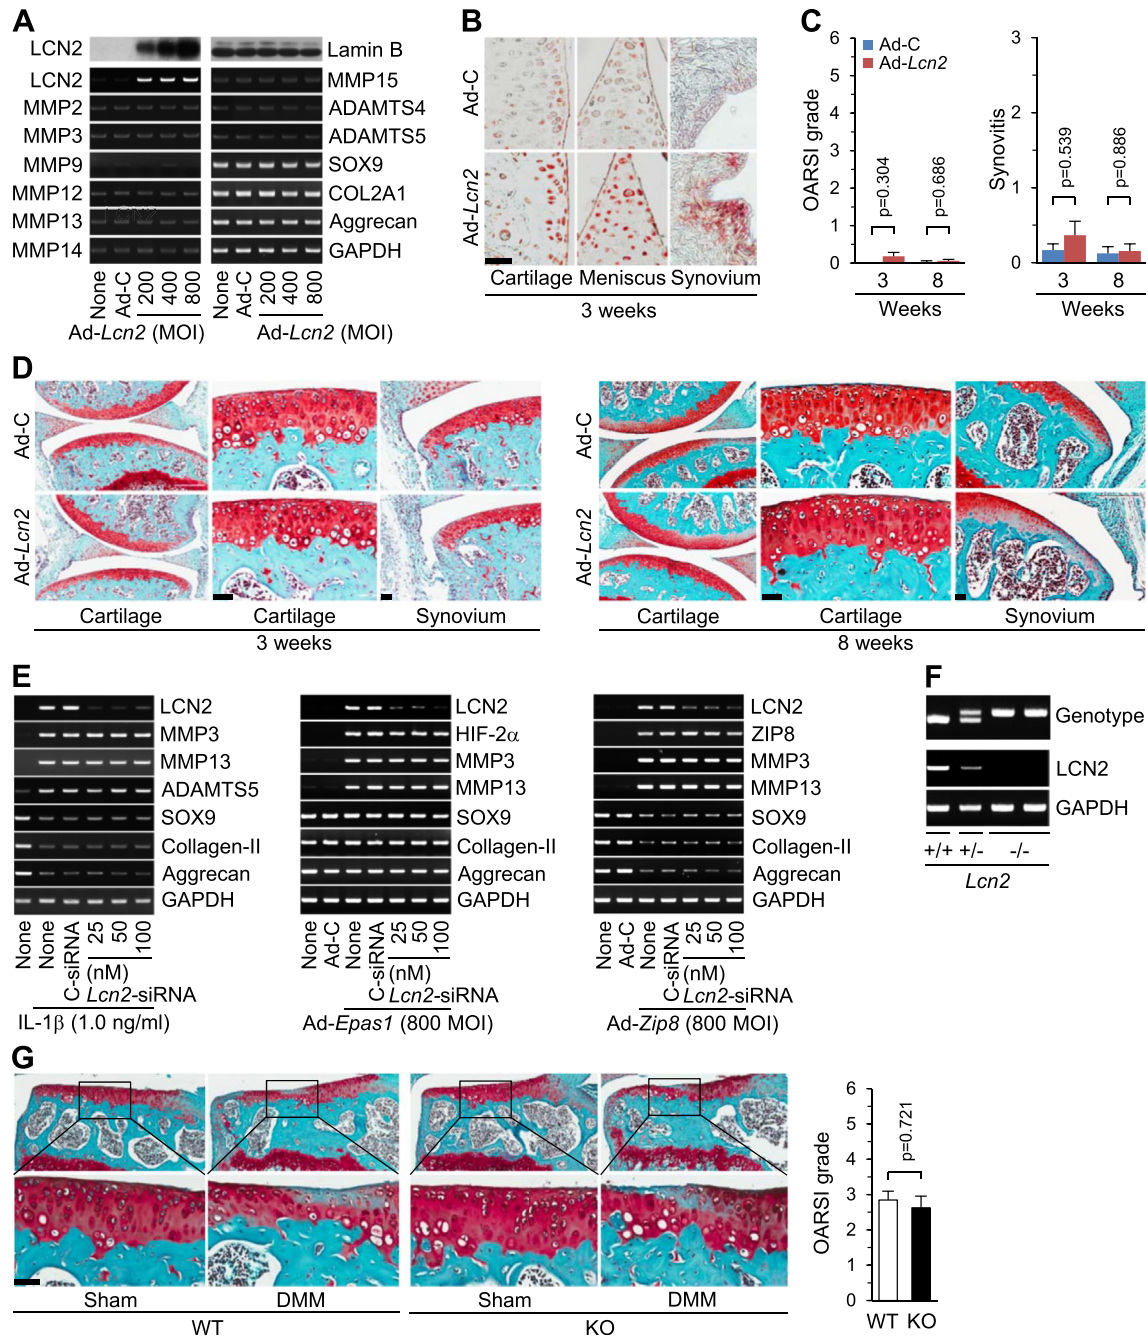 A
LCN2
Lamin B
LCN2
MMP15
MMP2
ADAMTS4
MMP3
ADAMTS5
MMP9
SOX9
MMP12
COL2A1
MMP13
Aggrecan
MMP14
GAPDH
None
Ad-C
200
400
800
None
Ad-C
200
400
800
Ad-Lcn2 (MOI)
Ad-Lcn2 (MOI)
B
Ad-C
Ad-Lcn2
Cartilage Meniscus Synovium
3 weeks
C
Ad-C
Ad-Lcn2
OARSI grade
6
5
4
3
2
1
0
p=0.304
p=0.686
3
8
Weeks
Synovitis
3
2
1
0
p=0.539
p=0.886
3
8
Weeks
D
Ad-C
Ad-Lcn2
Cartilage
Cartilage
Synovium
3 weeks
Ad-C
Ad-Lcn2
Cartilage
Cartilage
Synovium
8 weeks
E
LCN2
MMP3
MMP13
ADAMTS5
SOX9
Collagen-II
Aggrecan
GAPDH
None
None
C-siRNA
25
50
100
(nM)
Lcn2-siRNA
IL-1β (1.0 ng/ml)
LCN2
HIF-2α
MMP3
MMP13
SOX9
Collagen-II
Aggrecan
GAPDH
None
Ad-C
None
C-siRNA
25
50
100
(nM)
Lcn2-siRNA
Ad-Epas1 (800 MOI)
LCN2
ZIP8
MMP3
MMP13
SOX9
Collagen-II
Aggrecan
GAPDH
None
Ad-C
None
C-siRNA
25
50
100
(nM)
Lcn2-siRNA
Ad-Zip8 (800 MOI)
F
Genotype
LCN2
GAPDH
+/+ +/- -/-
Lcn2
G
Sham
DMM
Sham
DMM
WT
KO
OARSI grade
6
5
4
3
2
1
0
p=0.721
WT KO